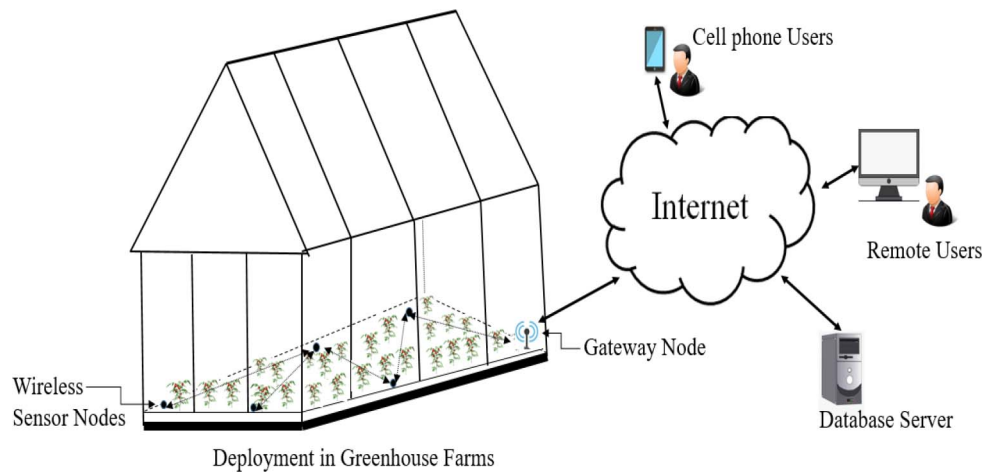 Cell phone Users
Internet
Remote Users
Gateway Node
Wireless
Sensor Nodes
Database Server
Deployment in Greenhouse Farms